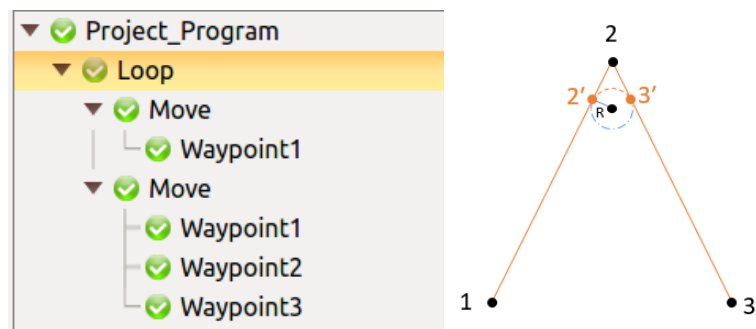 Project_Program
Loop
Move
Waypoint1
Move
Waypoint1
Waypoint2
Waypoint3
2
2′ 3′
R
1 3